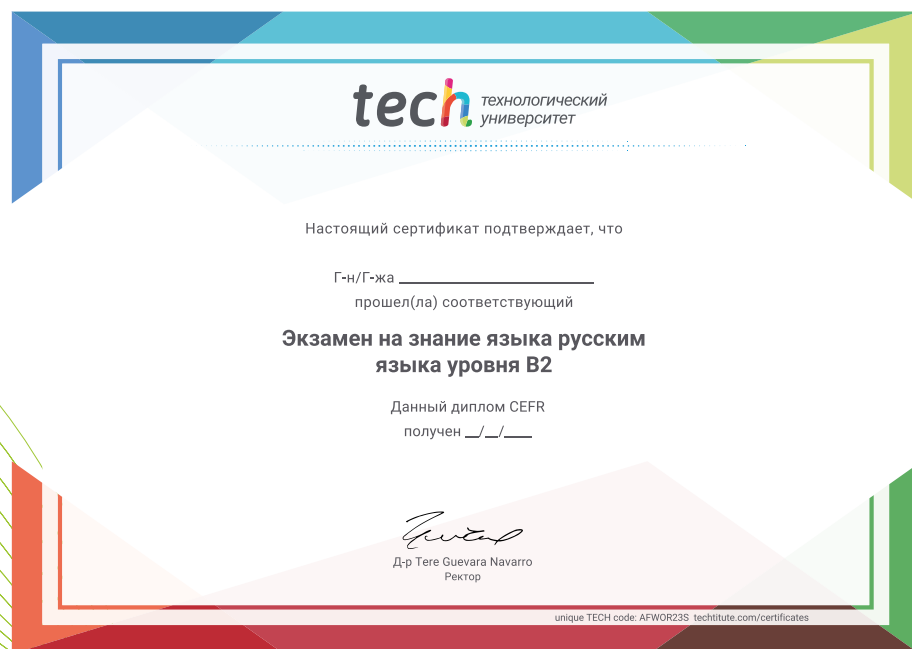 tech технологический
университет
Настоящий сертификат подтверждает, что
Г-н/Г-жа ____________________
прошел(ла) соответствующий
Экзамен на знание языка русским
языка уровня B2
Данный диплом CEFR
получен __/__/____
Д-р Tere Guevara Navarro
Ректор
unique TECH code: AFWOR23S techtitute.com/certificates